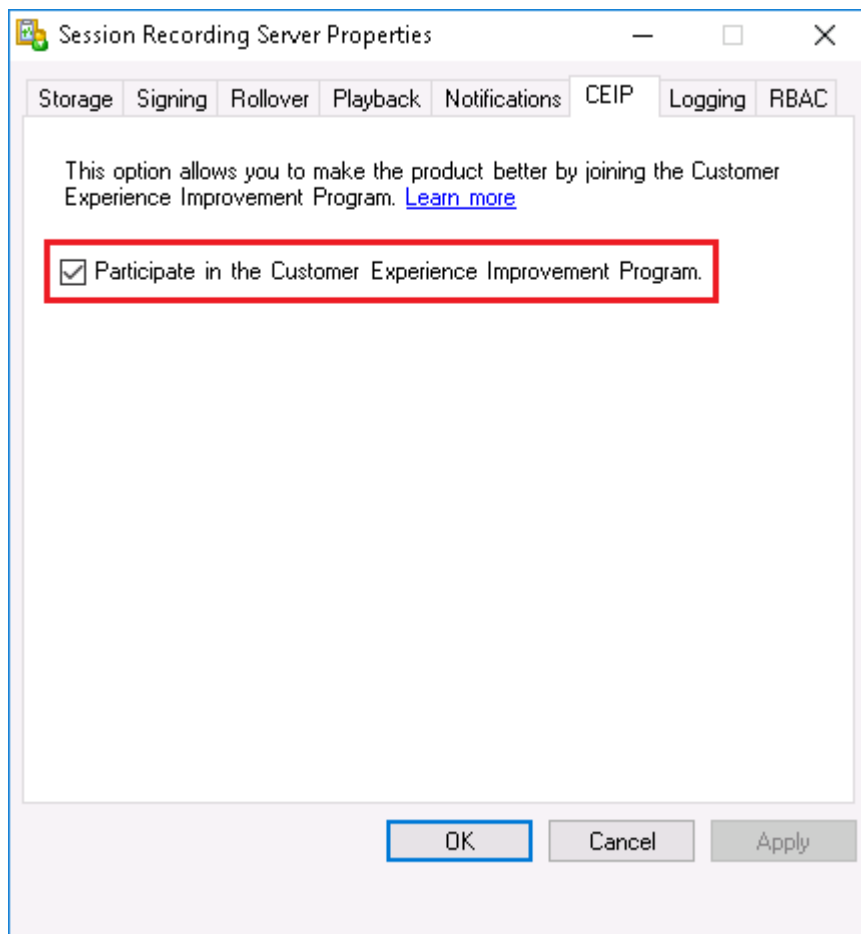 Session Recording Server Properties
Storage Signing Rollover Playback Notifications CEIP Logging RBAC
This option allows you to make the product better by joining the Customer
Experience Improvement Program. Learn more
Participate in the Customer Experience Improvement Program.
OK Cancel Apply